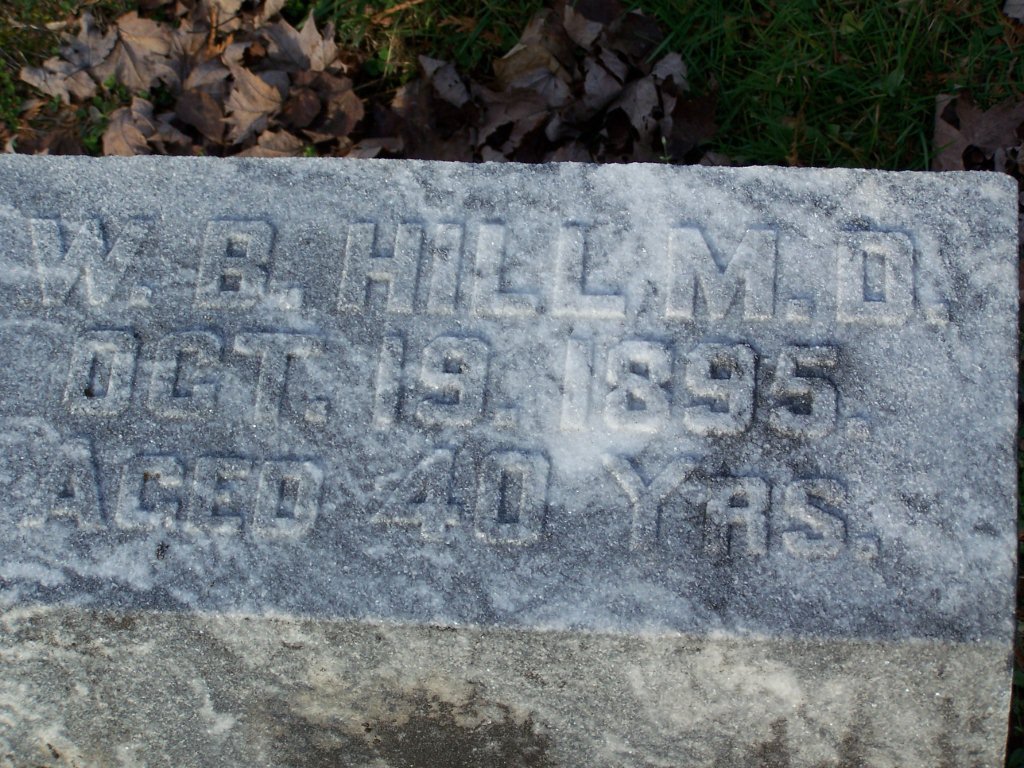 W. B. HILL, M. D.
OCT. 19. 1895.
AGED 40 YRS.